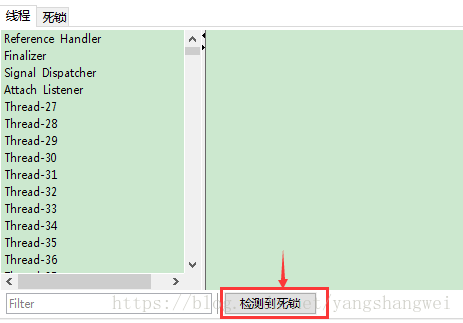 线程 死锁
Reference Handler
Finalizer
Signal Dispatcher
Attach Listener
Thread-27
Thread-28
Thread-29
Thread-30
Thread-31
Thread-32
Thread-33
Thread-34
Thread-35
Thread-36
Filter 检测到死锁
https://blog. et/yangshangwei